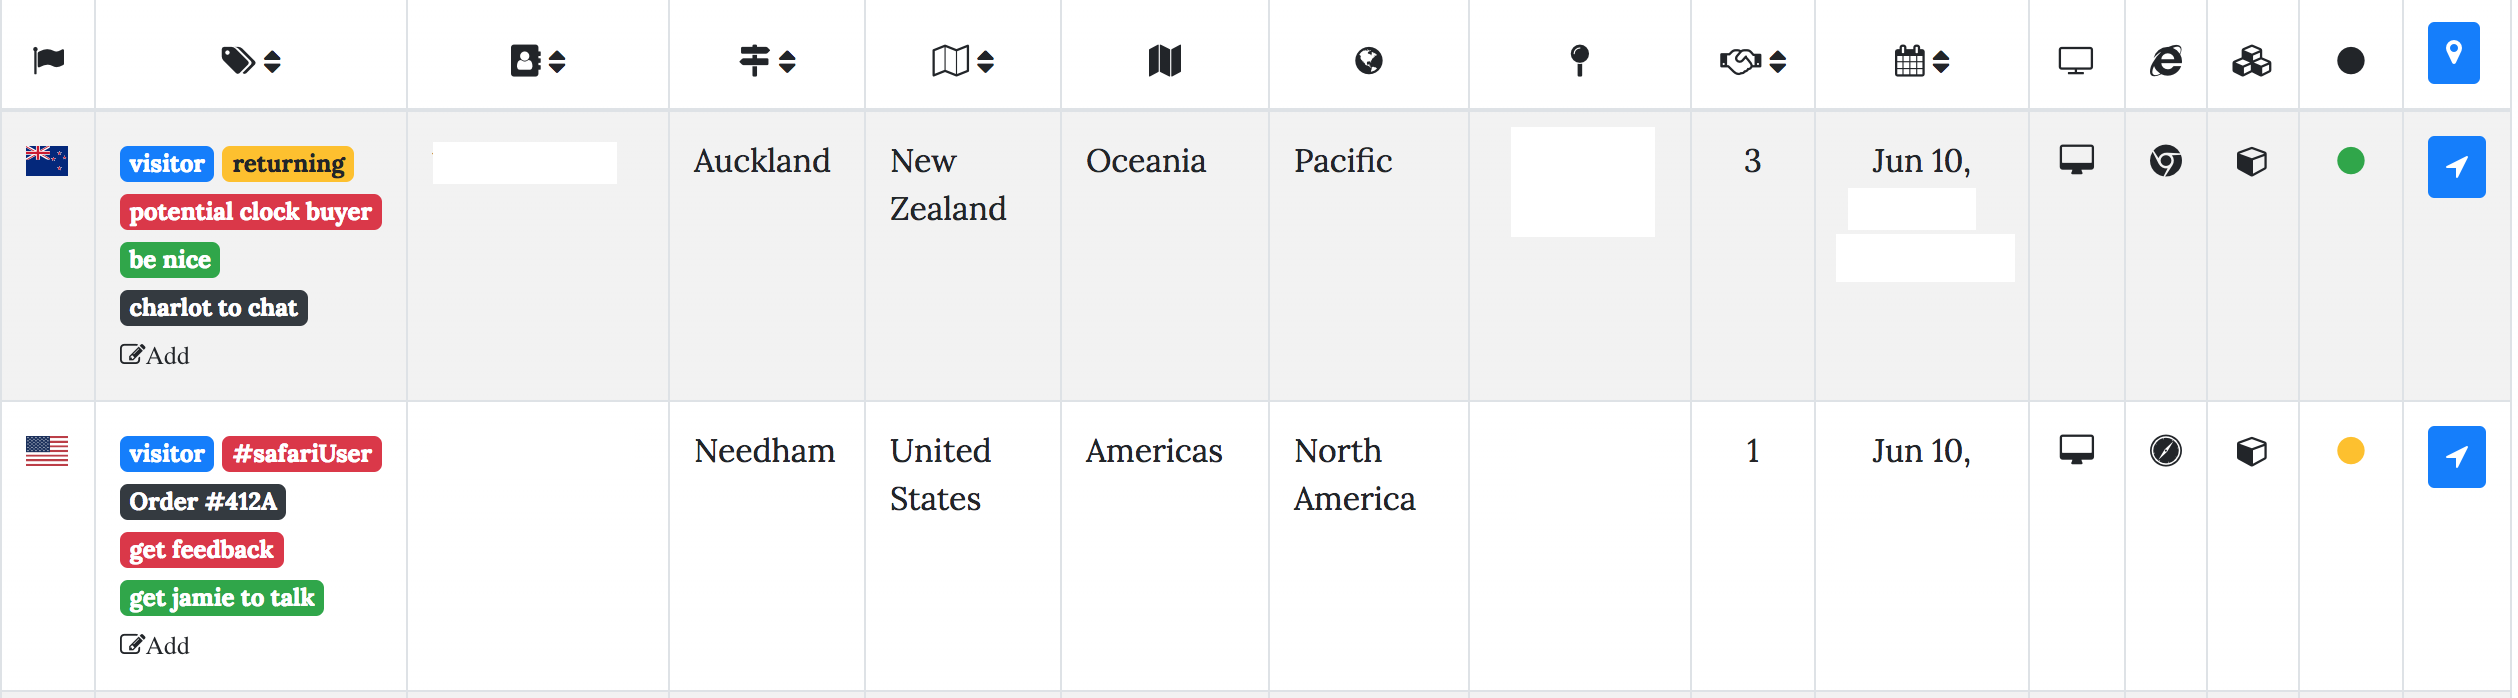 visitor returning
potential clock buyer
be nice
charlot to chat
Add
Auckland
New
Zealand
Oceania
Pacific
3
Jun 10,
visitor #safariUser
Order #412A
get feedback
get jamie to talk
Add
Needham
United
States
Americas
North
America
1
Jun 10,